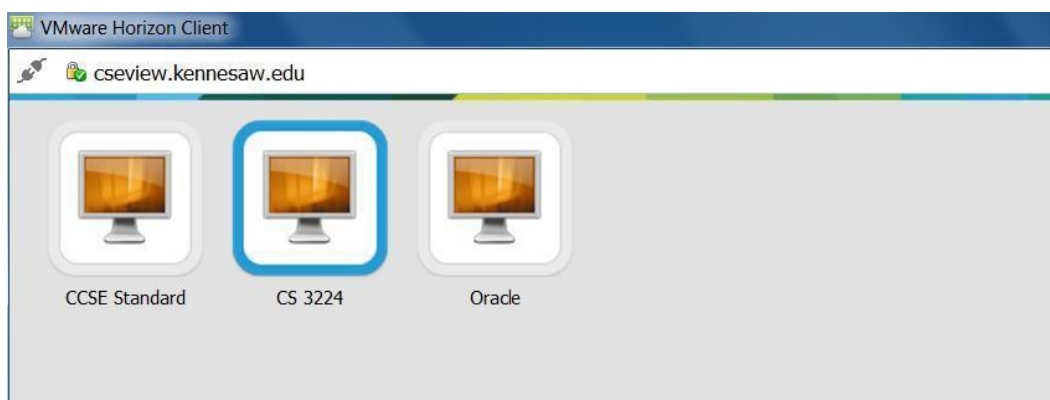 VMware Horizon Client
cseview.kennesaw.edu
CCSE Standard
CS 3224
Oracle